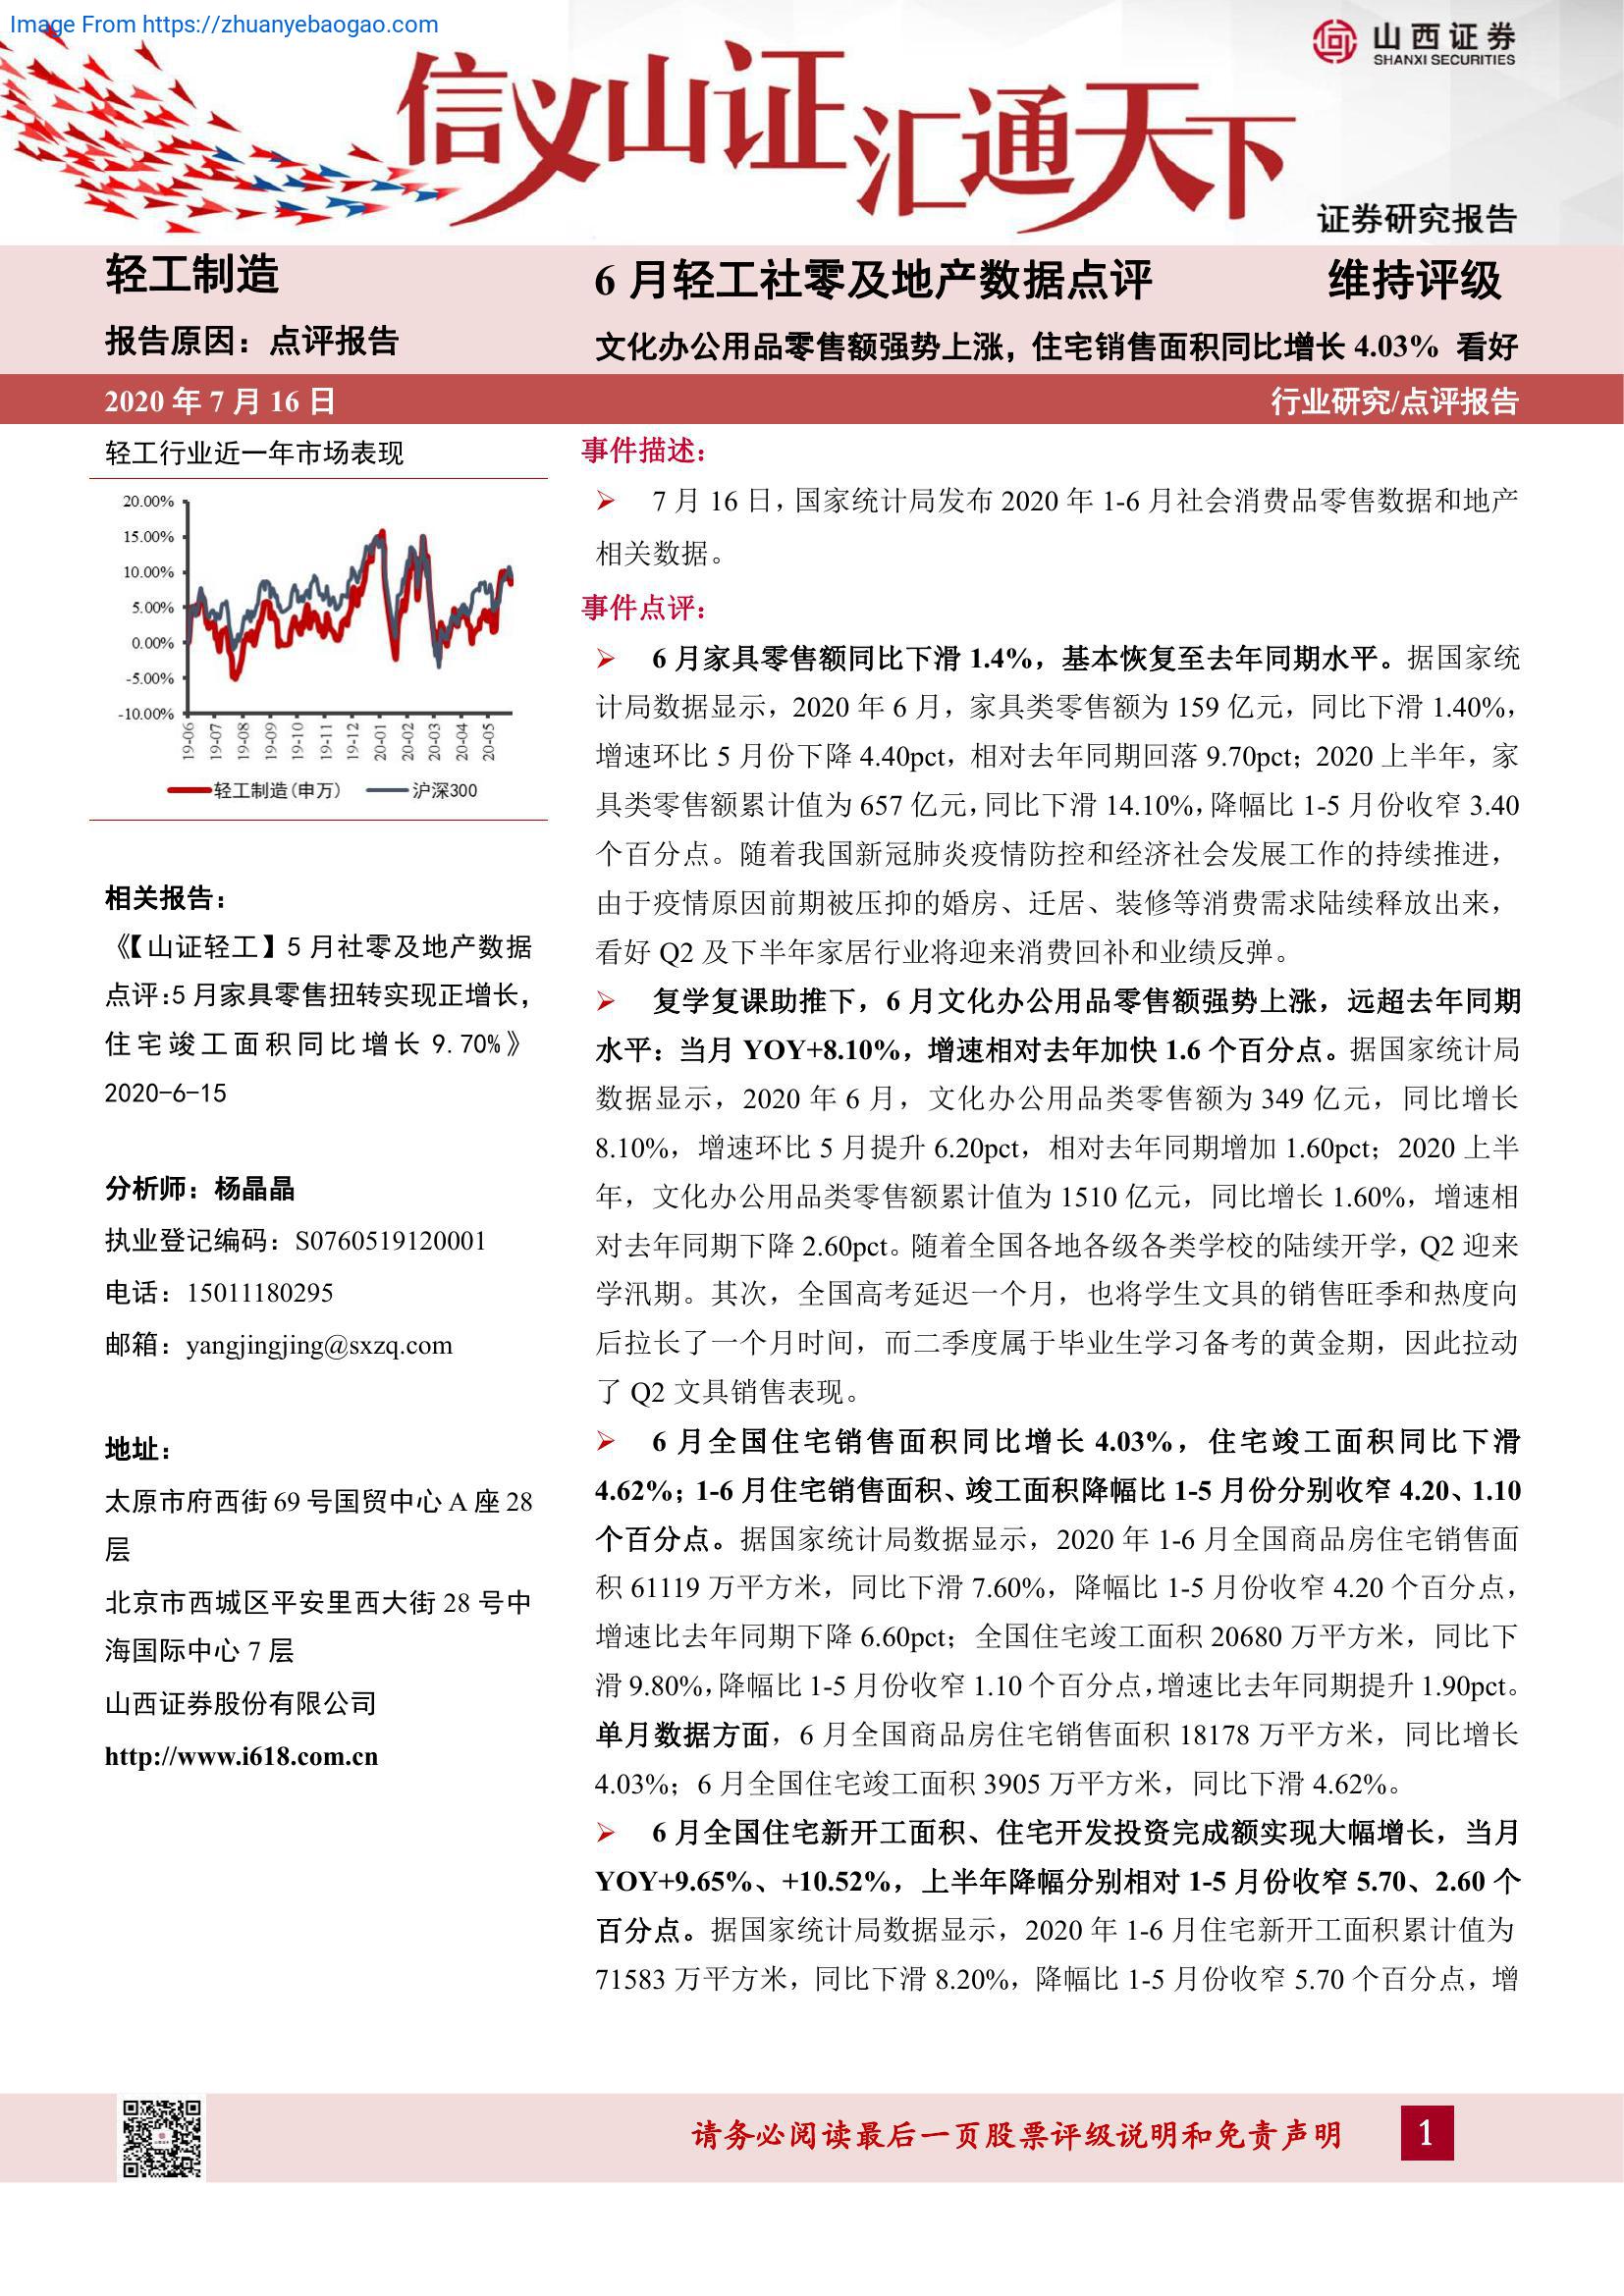 Image From https://zhuanyebaogao.com
山西证券
SHANXI SECURITIES
信义山证汇通天下
证券研究报告
轻工制造
6 月轻工社零及地产数据点评 维持评级
报告原因：点评报告
文化办公用品零售额强势上涨，住宅销售面积同比增长 4.03% 看好
2020 年 7 月 16 日
行业研究/点评报告
轻工行业近一年市场表现
20.00%
15.00%
10.00%
5.00%
0.00%
-5.00%
-10.00%
19-06
19-07
19-08
19-09
19-10
19-11
19-12
20-01
20-02
20-03
20-04
20-05
轻工制造(申万)
沪深300
相关报告：
《【山证轻工】5 月社零及地产数据
点评:5 月家具零售扭转实现正增长，
住宅竣工面积同比增长 9.70%》
2020-6-15
分析师：杨晶晶
执业登记编码：S0760519120001
电话：15011180295
邮箱：yangjingjing@sxzq.com
地址：
太原市府西街 69 号国贸中心 A 座 28
层
北京市西城区平安里西大街 28 号中
海国际中心 7 层
山西证券股份有限公司
http://www.i618.com.cn
事件描述：
7 月 16 日，国家统计局发布 2020 年 1-6 月社会消费品零售数据和地产
相关数据。
事件点评：
6 月家具零售额同比下滑 1.4%，基本恢复至去年同期水平。据国家统
计局数据显示，2020 年 6 月，家具类零售额为 159 亿元，同比下滑 1.40%，
增速环比 5 月份下降 4.40pct，相对去年同期回落 9.70pct；2020 上半年，家
具类零售额累计值为 657 亿元，同比下滑 14.10%，降幅比 1-5 月份收窄 3.40
个百分点。随着我国新冠肺炎疫情防控和经济社会发展工作的持续推进，
由于疫情原因前期被压抑的婚房、迁居、装修等消费需求陆续释放出来，
看好 Q2 及下半年家居行业将迎来消费回补和业绩反弹。
复学复课助推下，6 月文化办公用品零售额强势上涨，远超去年同期
水平：当月 YOY+8.10%，增速相对去年加快 1.6 个百分点。据国家统计局
数据显示，2020 年 6 月，文化办公用品类零售额为 349 亿元，同比增长
8.10%，增速环比 5 月提升 6.20pct，相对去年同期增加 1.60pct；2020 上半
年，文化办公用品类零售额累计值为 1510 亿元，同比增长 1.60%，增速相
对去年同期下降 2.60pct。随着全国各地各级各类学校的陆续开学，Q2 迎来
学汛期。其次，全国高考延迟一个月，也将学生文具的销售旺季和热度向
后拉长了一个月时间，而二季度属于毕业生学习备考的黄金期，因此拉动
了 Q2 文具销售表现。
6 月全国住宅销售面积同比增长 4.03%，住宅竣工面积同比下滑
4.62%；1-6 月住宅销售面积、竣工面积降幅比 1-5 月份分别收窄 4.20、1.10
个百分点。据国家统计局数据显示，2020 年 1-6 月全国商品房住宅销售面
积 61119 万平方米，同比下滑 7.60%，降幅比 1-5 月份收窄 4.20 个百分点，
增速比去年同期下降 6.60pct；全国住宅竣工面积 20680 万平方米，同比下
滑 9.80%，降幅比 1-5 月份收窄 1.10 个百分点，增速比去年同期提升 1.90pct。
单月数据方面，6 月全国商品房住宅销售面积 18178 万平方米，同比增长
4.03%；6 月全国住宅竣工面积 3905 万平方米，同比下滑 4.62%。
6 月全国住宅新开工面积、住宅开发投资完成额实现大幅增长，当月
YOY+9.65%、+10.52%，上半年降幅分别相对 1-5 月份收窄 5.70、2.60 个
百分点。据国家统计局数据显示，2020 年 1-6 月住宅新开工面积累计值为
71583 万平方米，同比下滑 8.20%，降幅比 1-5 月份收窄 5.70 个百分点，增
请务必阅读最后一页股票评级说明和免责声明
1